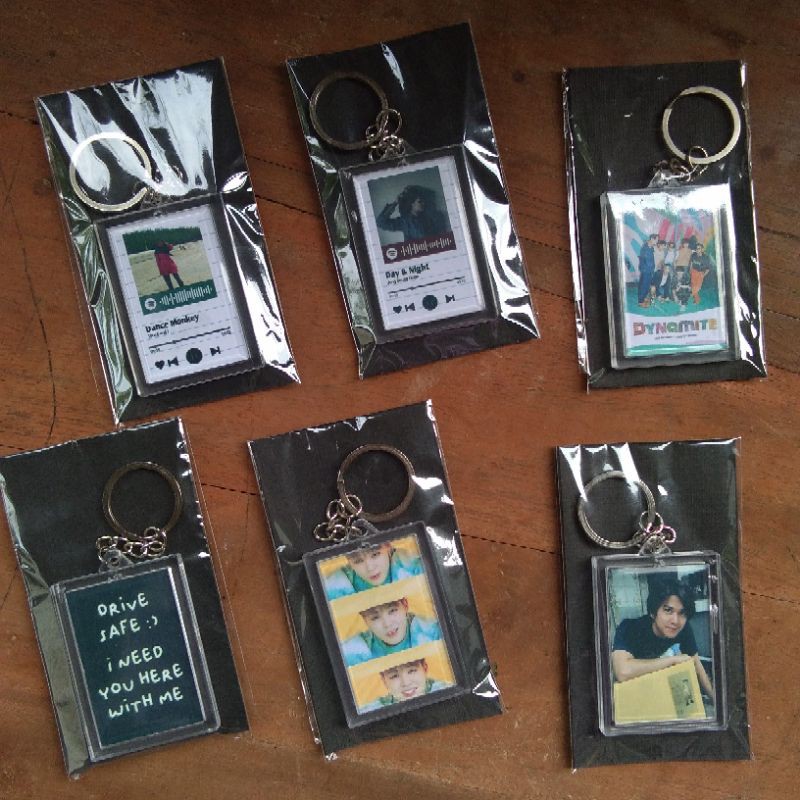 Dance Monkey
Day & Night
DYNAMITE
DRIVE
SAFE :)
i NEED
YOU HERE
WITH ME